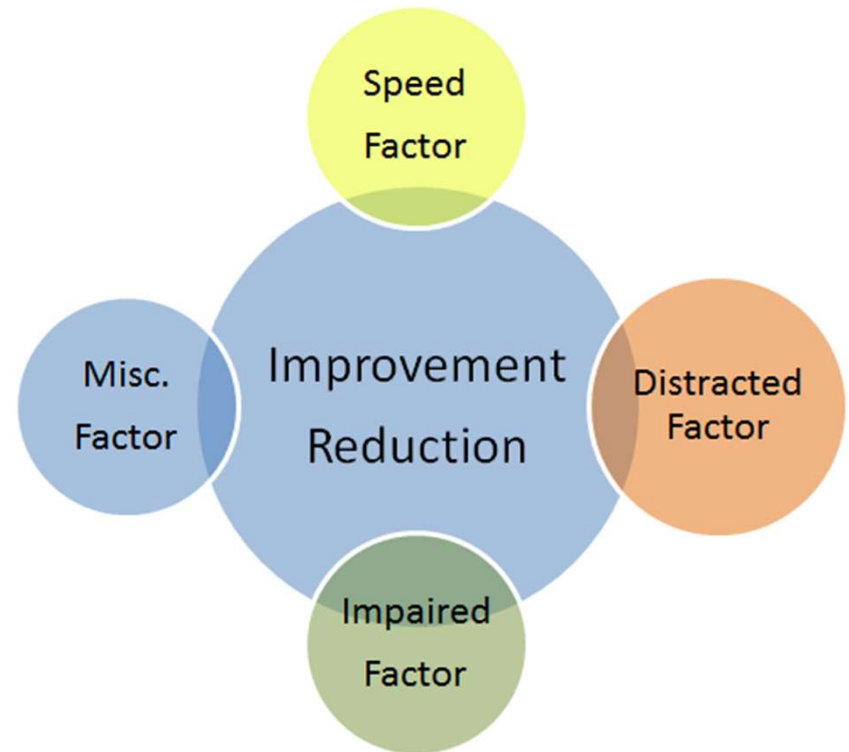 Speed
Factor
Misc.
Factor
Improvement
Reduction
Distracted
Factor
Impaired
Factor